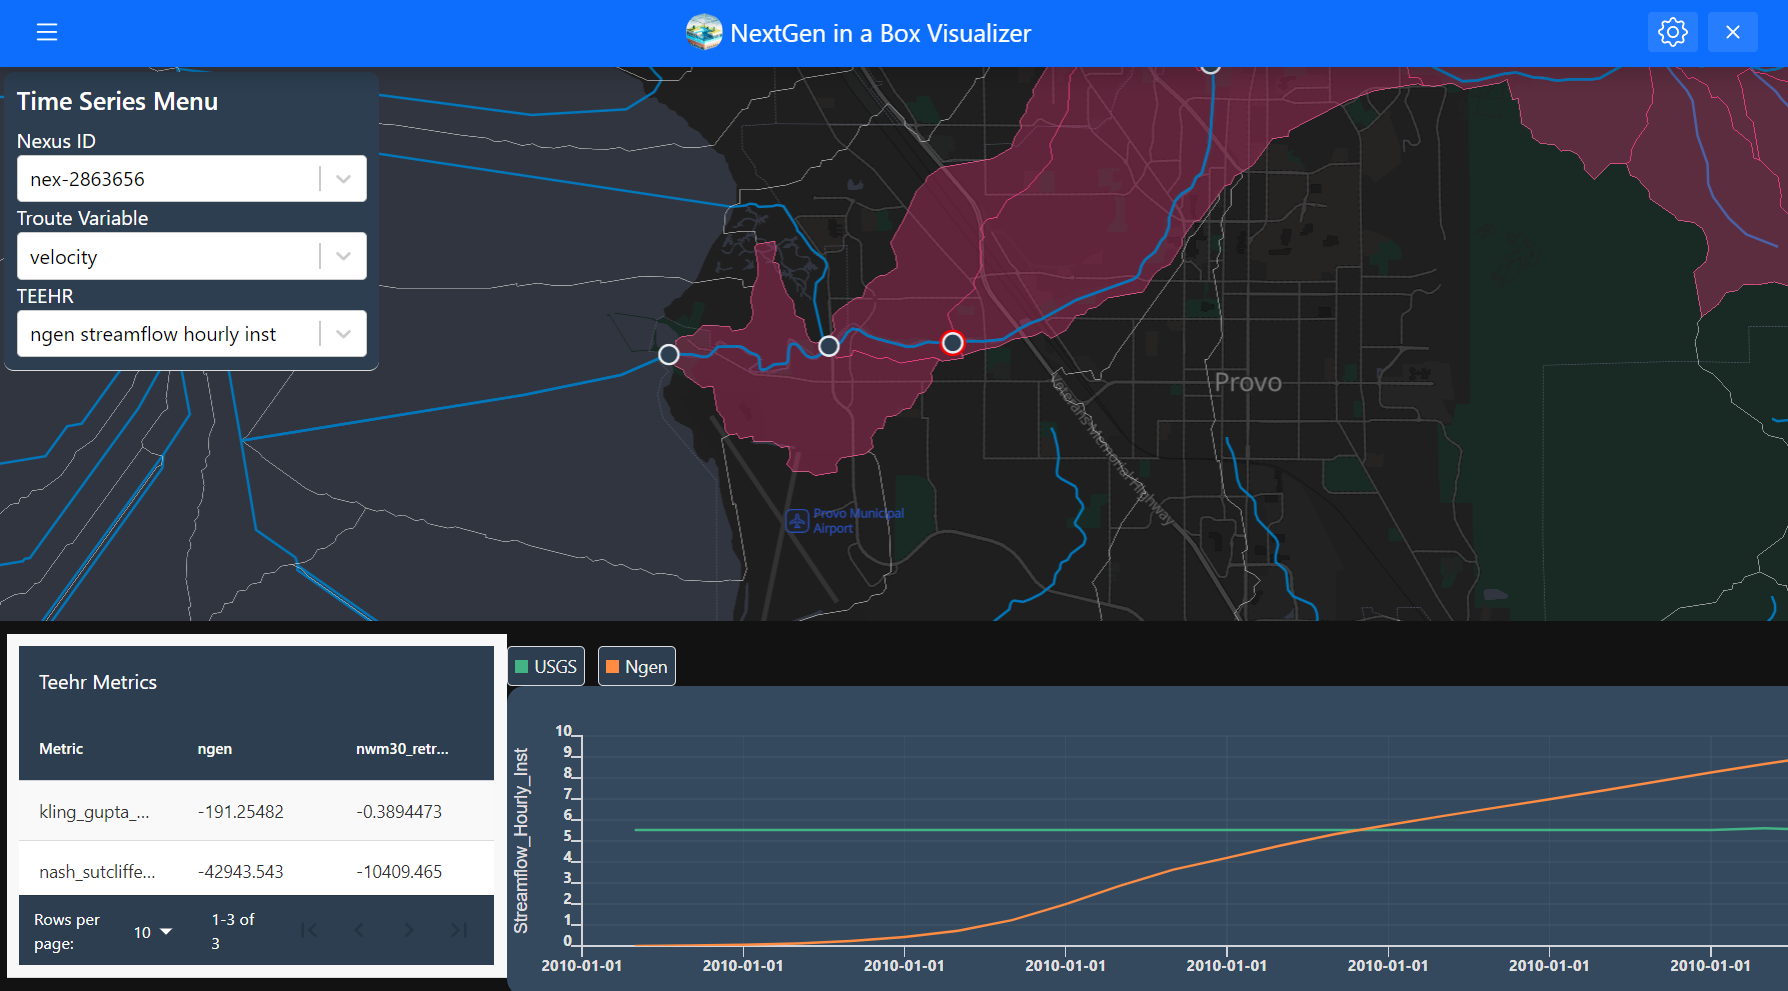 NextGen in a Box Visualizer
Time Series Menu
Nexus ID
nex-2863656
Troute Variable
velocity
TEEHR
ngen streamflow hourly inst
Provo
Veterans Memorial Highway
Provo Municipal
Airport
Teehr Metrics
Metric ngen nwm30_retr...
kling_gupta_... -191.25482 -0.3894473
nash_sutcliffe... -42943.543 -10409.465
Rows per
page:
10
1-3 of
3
USGS
Ngen
Streamflow_Hourly_Inst
10
9
8
7
6
5
4
3
2
1
0
2010-01-01 2010-01-01 2010-01-01 2010-01-01 2010-01-01 2010-01-01 2010-01-01 2010-01-01